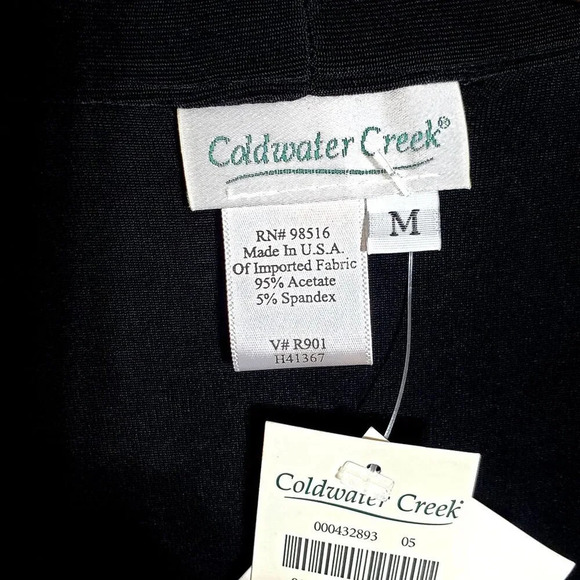 Coldwater Creek®
M
RN# 98516
Made In U.S.A.
Of Imported Fabric
95% Acetate
5% Spandex
V# R901
H41367
Coldwater Creek
000432893 05